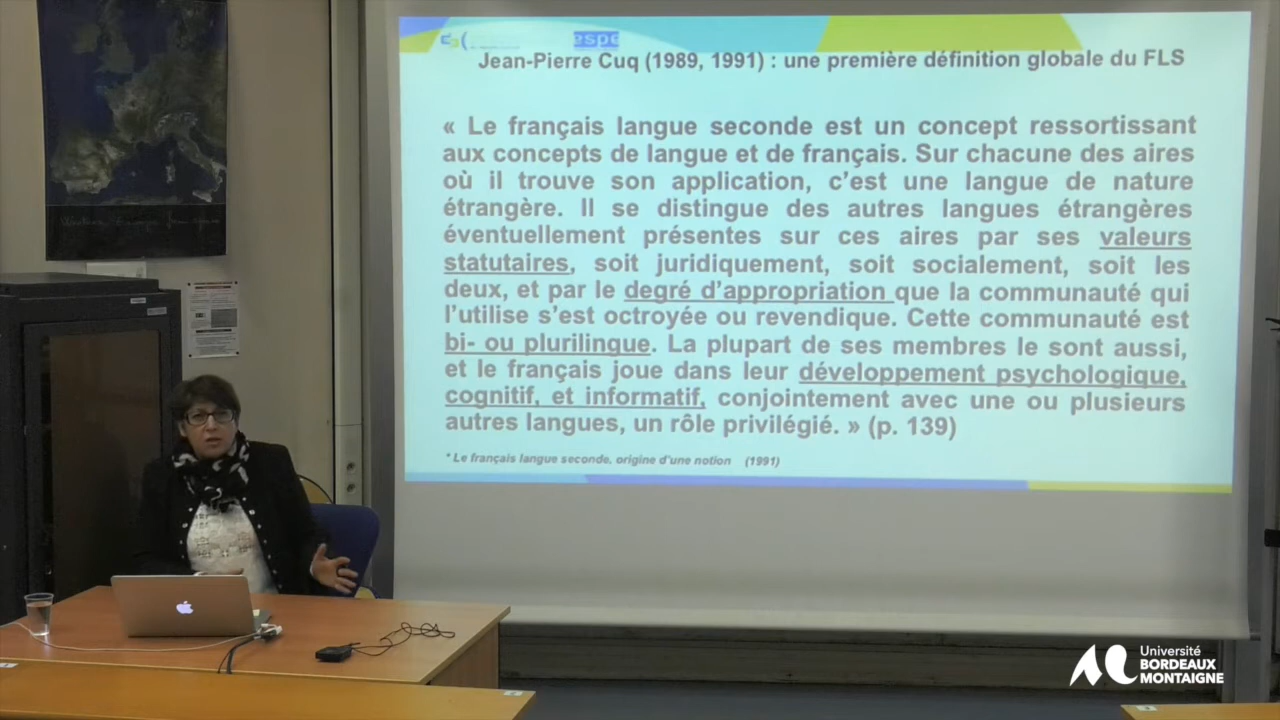 espe
Jean-Pierre Cuq (1989, 1991) : une première définition globale du FLS
« Le français langue seconde est un concept ressortissant
aux concepts de langue et de français. Sur chacune des aires
où il trouve son application, c’est une langue de nature
étrangère. Il se distingue des autres langues étrangères
éventuellement présentes sur ces aires par ses valeurs
statutaires, soit juridiquement, soit socialement, soit les
deux, et par le degré d’appropriation que la communauté qui
l’utilise s’est octroyée ou revendique. Cette communauté est
bi- ou plurilingue. La plupart de ses membres le sont aussi,
et le français joue dans leur développement psychologique,
cognitif, et informatif, conjointement avec une ou plusieurs
autres langues, un rôle privilégié. » (p. 139)
* Le français langue seconde, origine d’une notion (1991)
Université
BORDEAUX
MONTAIGNE